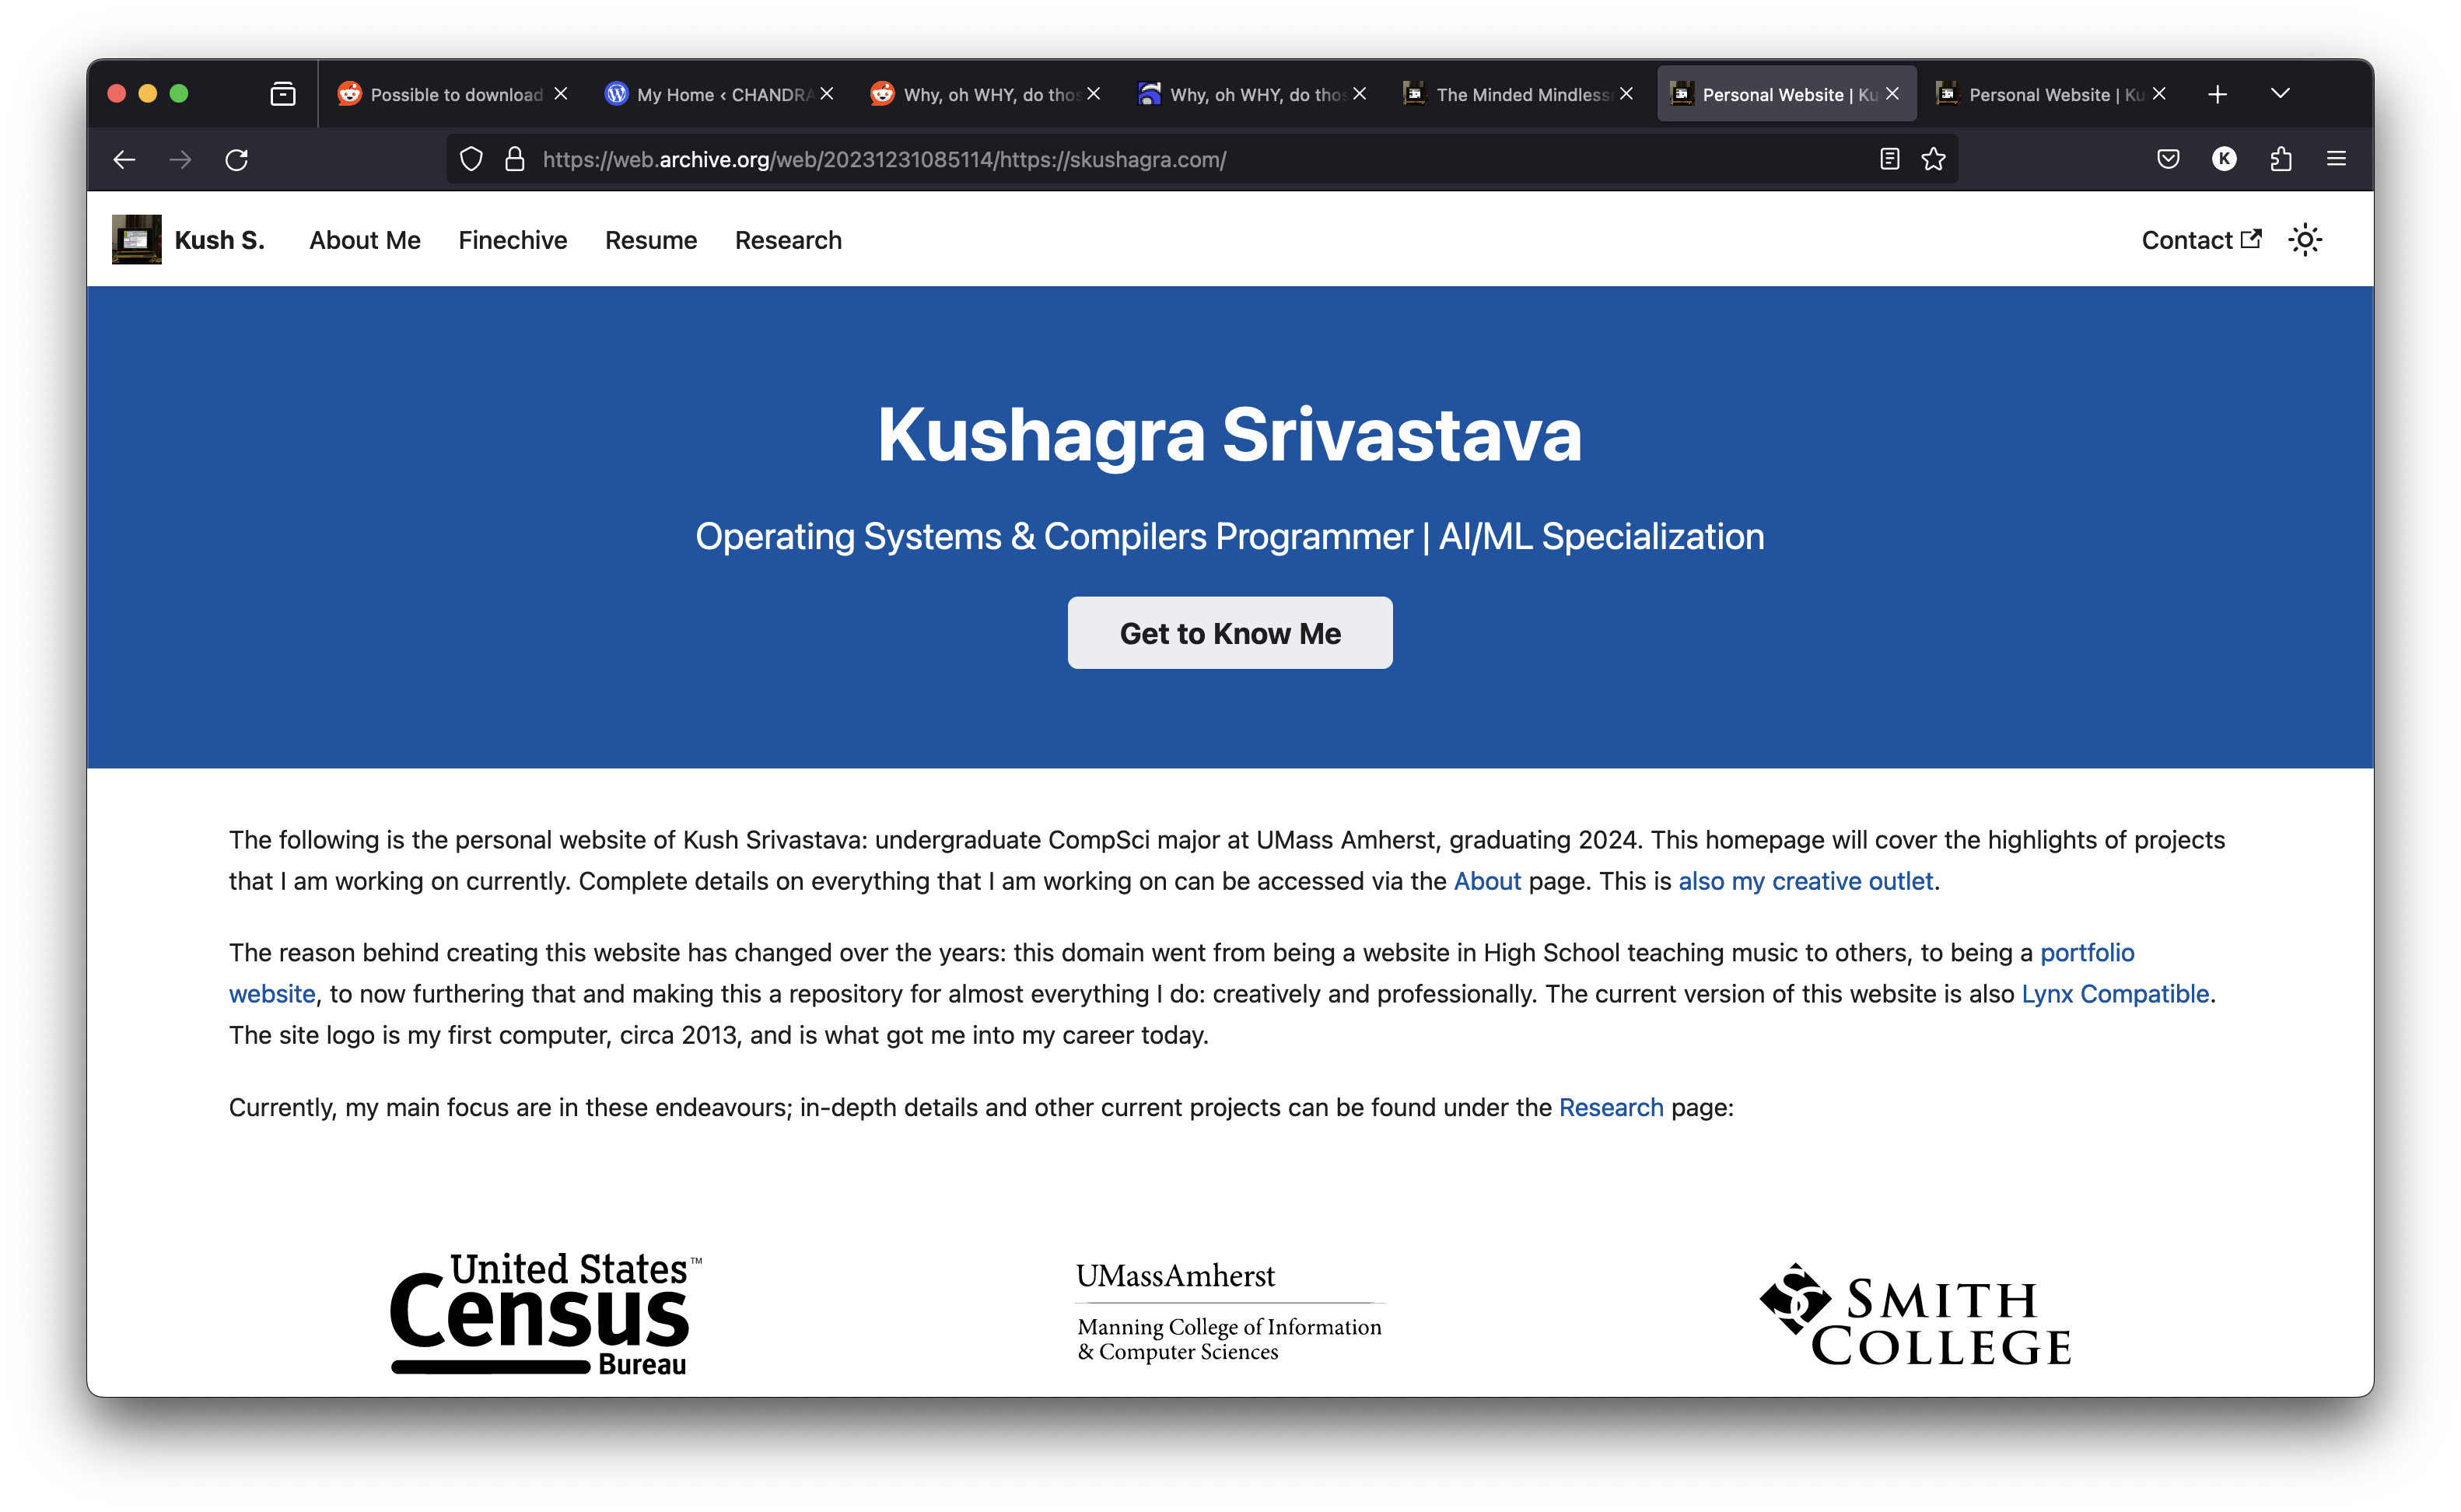 Possible to download
My Home ‹ CHANDRA
Why, oh WHY, do thos
Why, oh WHY, do thos
The Minded Mindless
Personal Website | Ku
Personal Website | Ku
https://web.archive.org/web/20231231085114/https://skushagra.com/
K
Kush S.
About Me
Finechive
Resume
Research
Contact
Kushagra Srivastava
Operating Systems & Compilers Programmer | AI/ML Specialization
Get to Know Me
The following is the personal website of Kush Srivastava: undergraduate CompSci major at UMass Amherst, graduating 2024. This homepage will cover the highlights of projects
that I am working on currently. Complete details on everything that I am working on can be accessed via the About page. This is also my creative outlet.
The reason behind creating this website has changed over the years: this domain went from being a website in High School teaching music to others, to being a portfolio
website, to now furthering that and making this a repository for almost everything I do: creatively and professionally. The current version of this website is also Lynx Compatible.
The site logo is my first computer, circa 2013, and is what got me into my career today.
Currently, my main focus are in these endeavours; in-depth details and other current projects can be found under the Research page:
United States™
Census
Bureau
UMassAmherst
Manning College of Information
& Computer Sciences
SMITH
COLLEGE